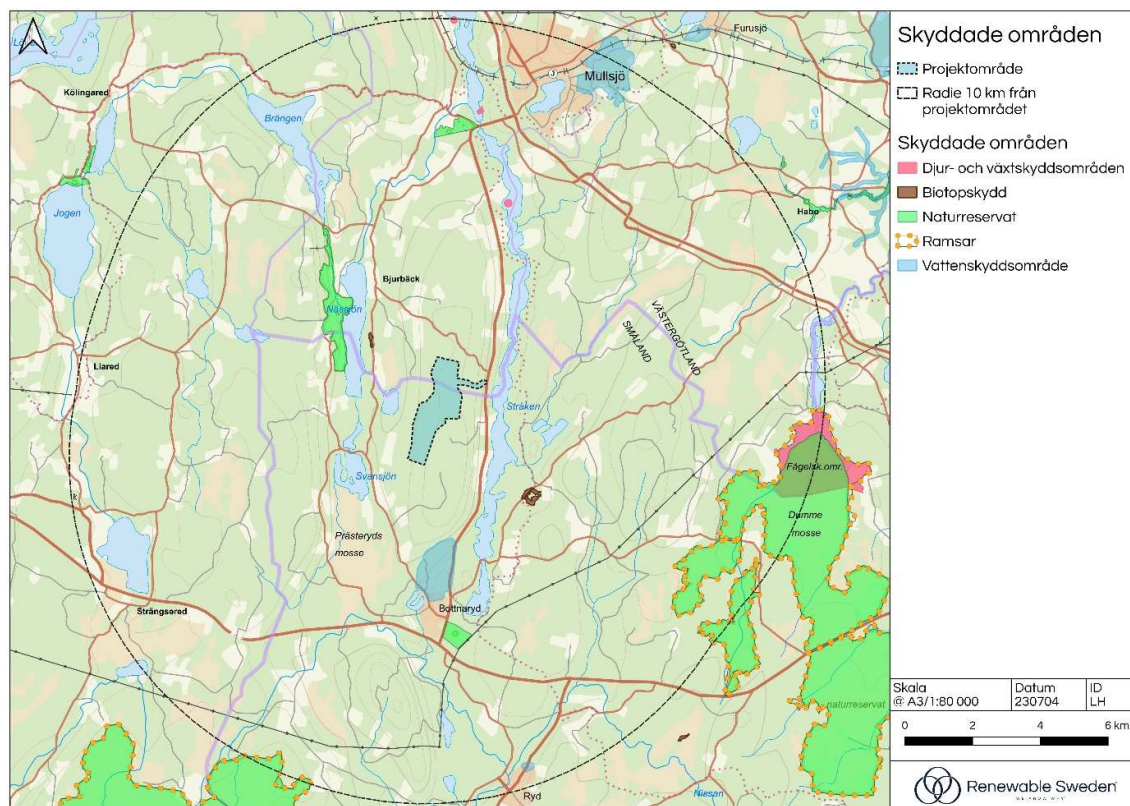 Furusjö
Mullsjö
Kölingared
Brängen
Jogen
Habo
Bjurbäck
Nässjön
VÄSTERGÖTLAND
SMÅLAND
Liared
Stråken
Fågelsk.omr.
Svansjön
Dumme
mosse
Prästeryds
mosse
Strängsered
Bottnaryd
naturreservat
Ryd
Nissan
Skyddade områden
Projektområde
Radie 10 km från
projektområdet
Skyddade områden
Djur- och växtskyddsområden
Biotopskydd
Naturreservat
Ramsar
Vattenskyddsområde
Skala
@ A3/1:80 000
Datum
230704
ID
LH
0 2 4 6 km
Renewable Sweden